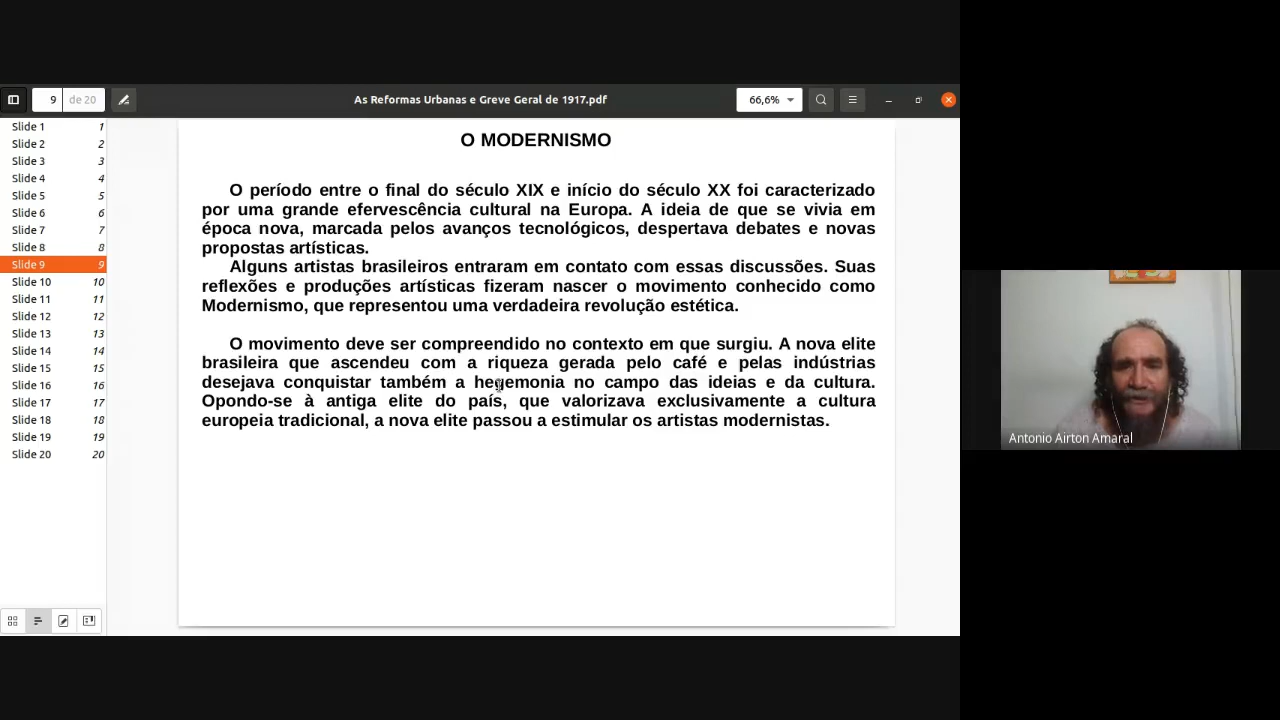 9 de 20
As Reformas Urbanas e Greve Geral de 1917.pdf
66,6%
Slide 1 1
Slide 2 2
Slide 3 3
Slide 4 4
Slide 5 5
Slide 6 6
Slide 7 7
Slide 8 8
Slide 9 9
Slide 10 10
Slide 11 11
Slide 12 12
Slide 13 13
Slide 14 14
Slide 15 15
Slide 16 16
Slide 17 17
Slide 18 18
Slide 19 19
Slide 20 20
O MODERNISMO
O período entre o final do século XIX e início do século XX foi caracterizado
por uma grande efervescência cultural na Europa. A ideia de que se vivia em
época nova, marcada pelos avanços tecnológicos, despertava debates e novas
propostas artísticas.
Alguns artistas brasileiros entraram em contato com essas discussões. Suas
reflexões e produções artísticas fizeram nascer o movimento conhecido como
Modernismo, que representou uma verdadeira revolução estética.
O movimento deve ser compreendido no contexto em que surgiu. A nova elite
brasileira que ascendeu com a riqueza gerada pelo café e pelas indústrias
desejava conquistar também a hegemonia no campo das ideias e da cultura.
Opondo-se à antiga elite do país, que valorizava exclusivamente a cultura
europeia tradicional, a nova elite passou a estimular os artistas modernistas.
Antonio Airton Amaral